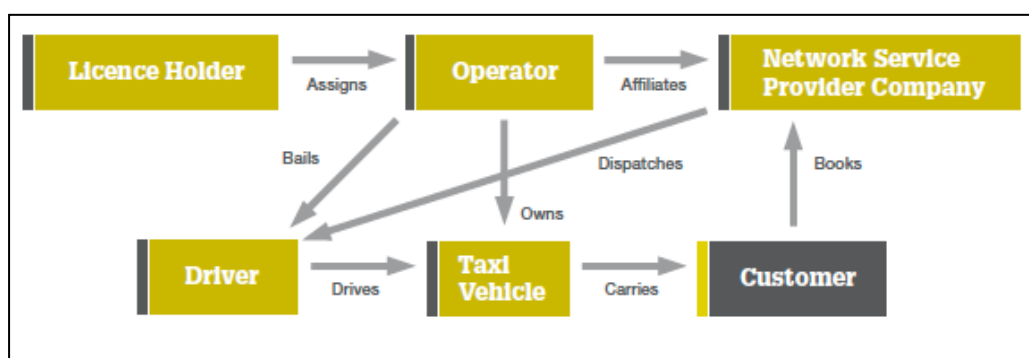 Licence Holder
Assigns
Operator
Affiliates
Network Service
Provider Company
Bails
Dispatches
Books
Owns
Driver
Drives
Taxi
Vehicle
Carries
Customer